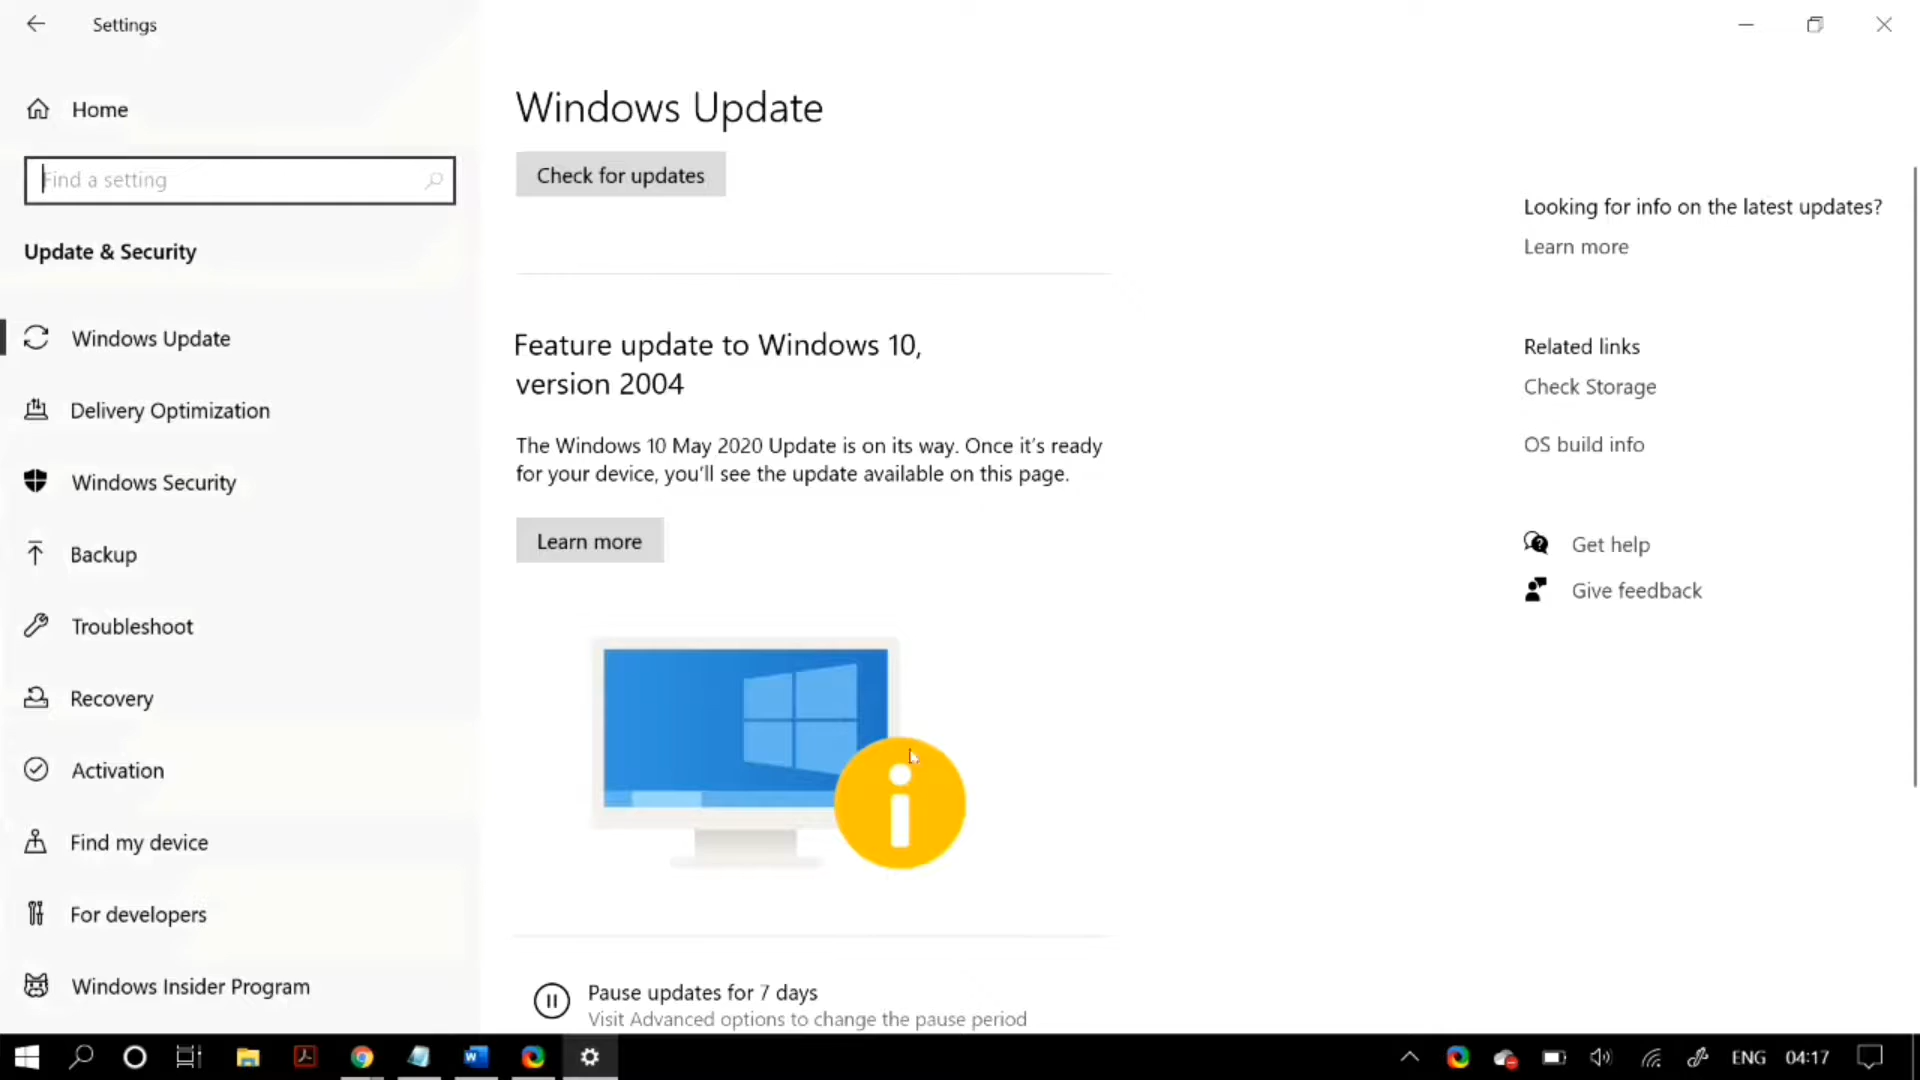 Settings
Home
Find a setting
Update & Security
Windows Update
Delivery Optimization
Windows Security
Backup
Troubleshoot
Recovery
Activation
Find my device
For developers
Windows Insider Program
Windows Update
Check for updates
Feature update to Windows 10,
version 2004
The Windows 10 May 2020 Update is on its way. Once it's ready
for your device, you'll see the update available on this page.
Learn more
Pause updates for 7 days
Visit Advanced options to change the pause period
Looking for info on the latest updates?
Learn more
Related links
Check Storage
OS build info
Get help
Give feedback
ENG 04:17